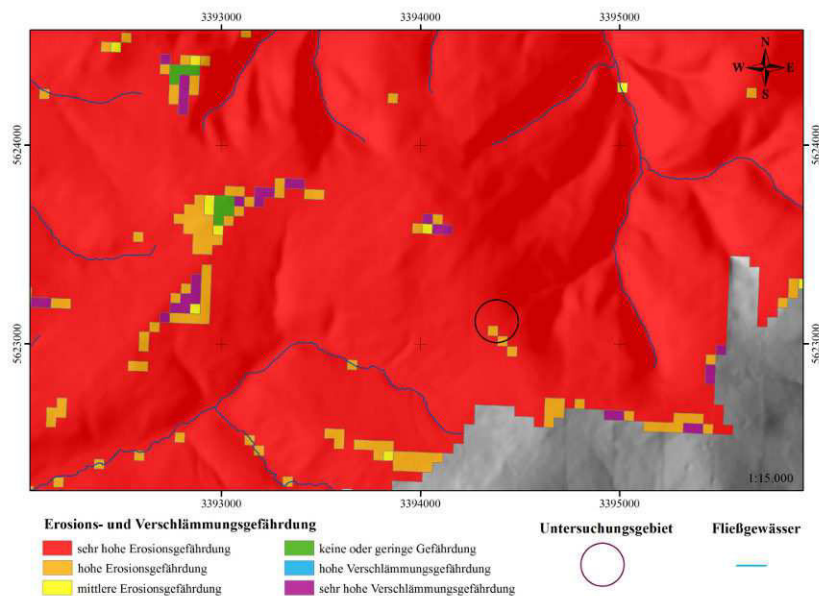 3393000 3394000 3395000
N
W E
S
5624000 5624000
5623000 5623000
1:15.000
3393000 3394000 3395000
Erosions- und Verschlämmungsgefährdung
sehr hohe Erosionsgefährdung
hohe Erosionsgefährdung
mittlere Erosionsgefährdung
keine oder geringe Gefährdung
hohe Verschlämmungsgefährdung
sehr hohe Verschlämmungsgefährdung
Untersuchungsgebiet
Fließgewässer